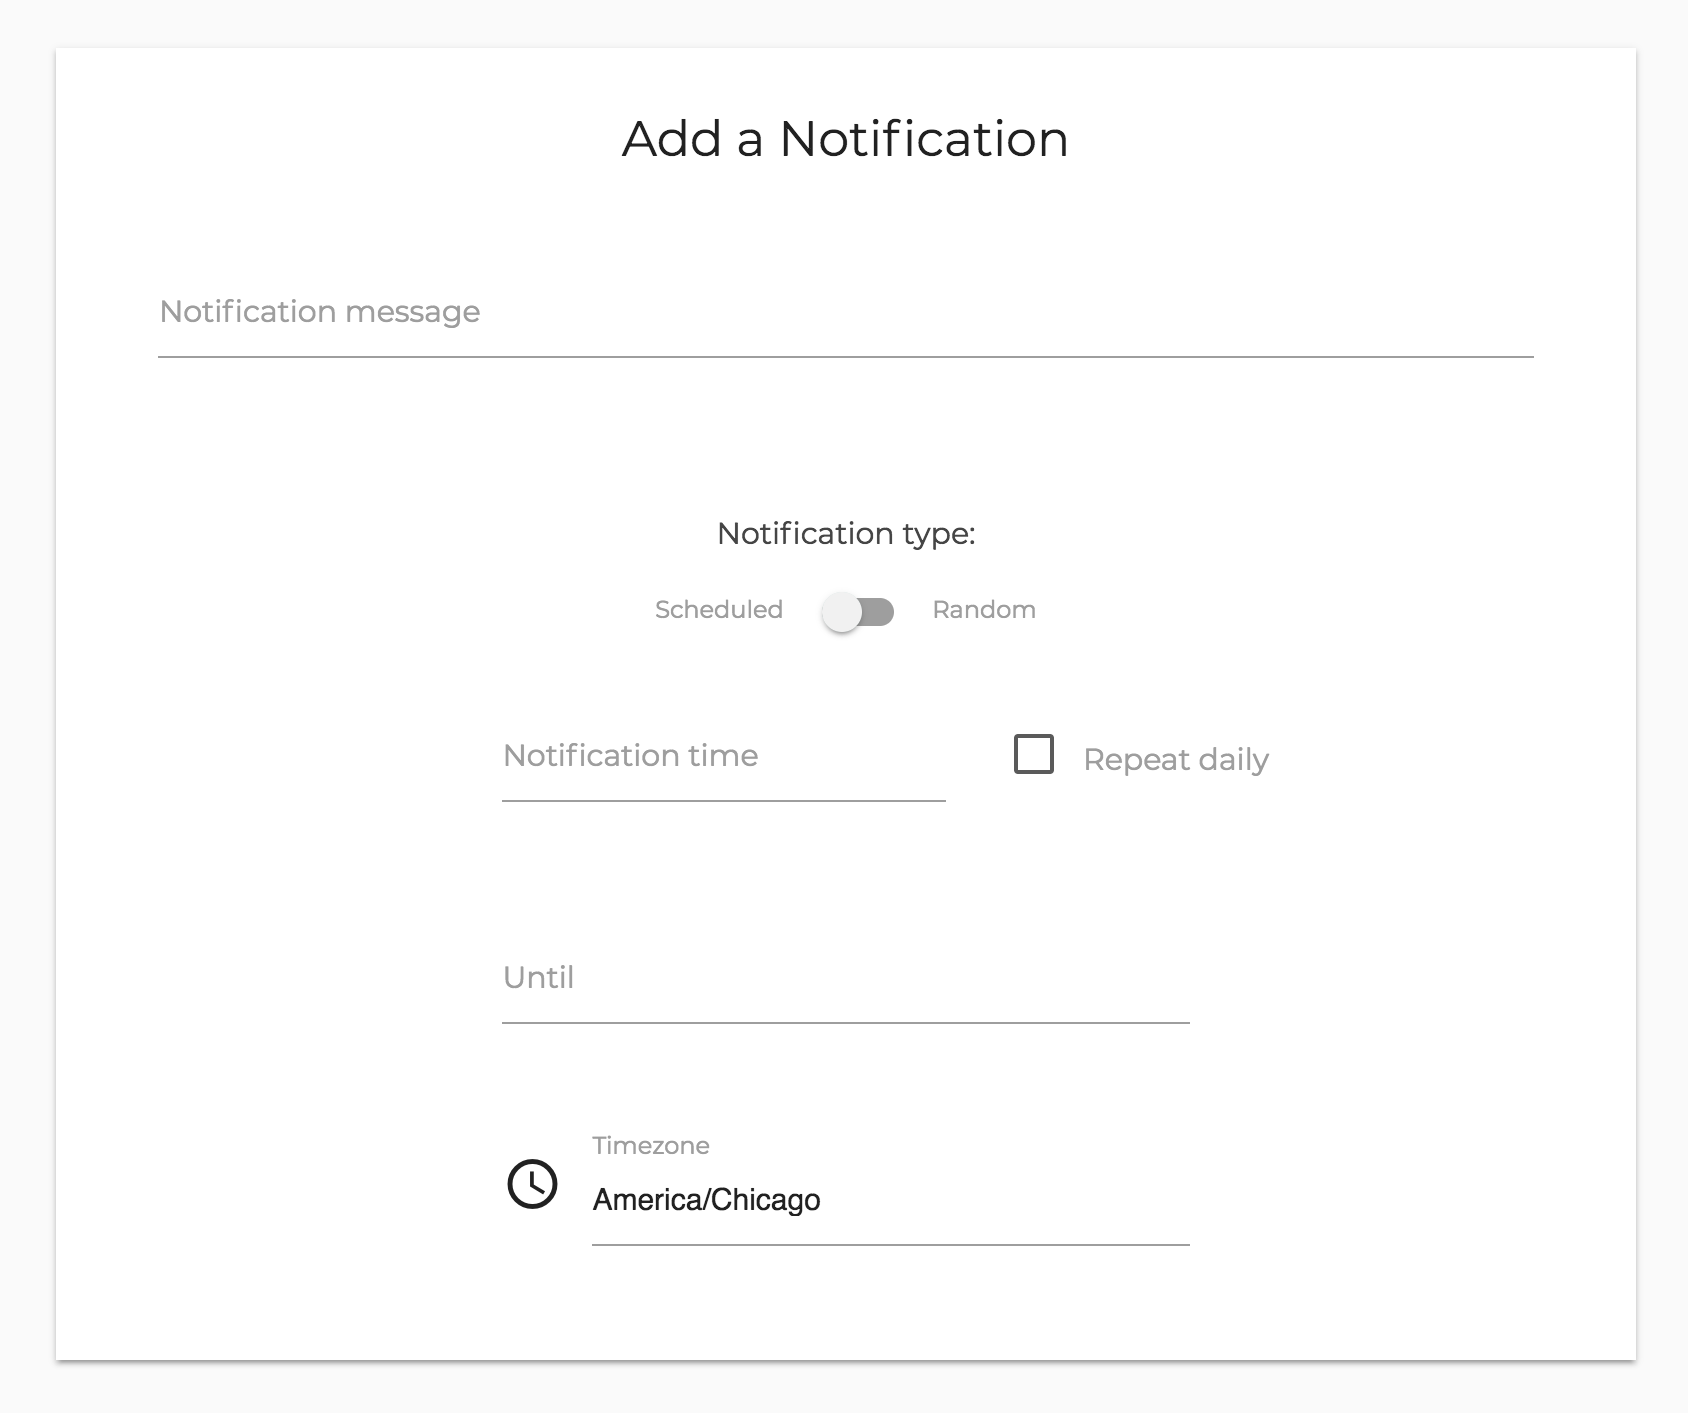 Add a Notification
Notification message
Notification type:
Scheduled Random
Notification time
Repeat daily
Until
Timezone
America/Chicago